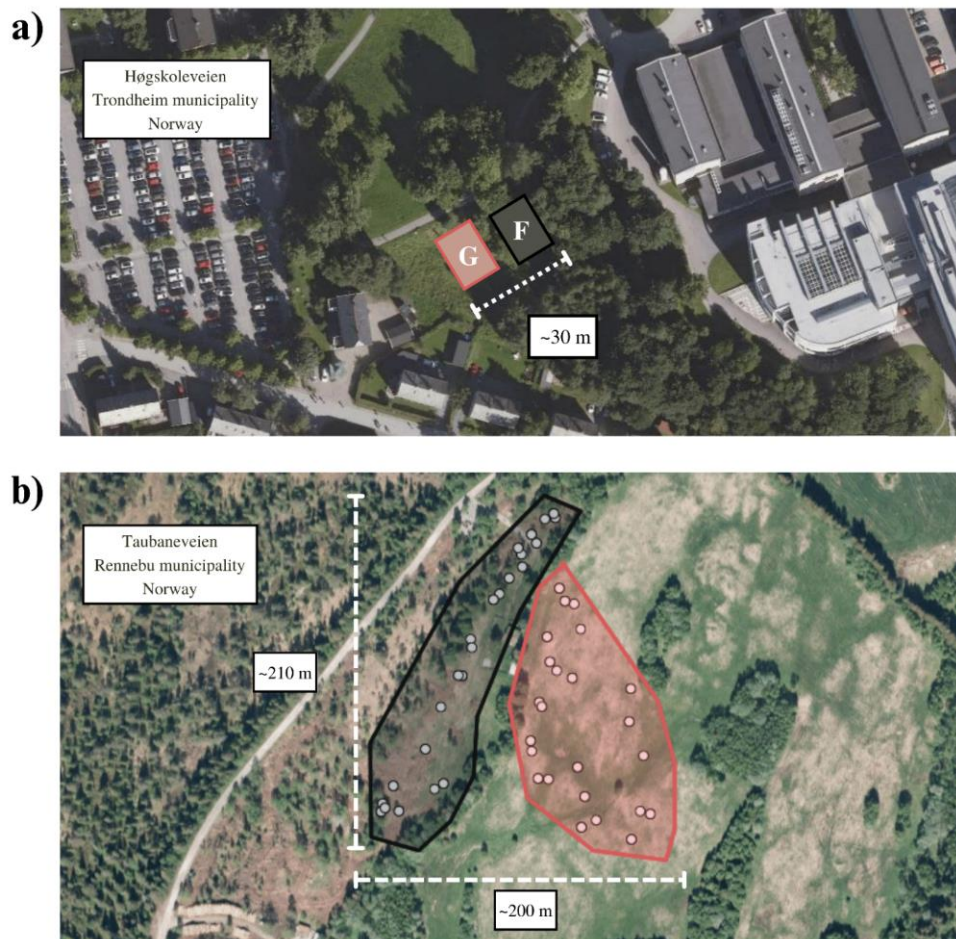 a)
Høgskoleveien
Trondheim municipality
Norway
G
F
~30 m
b)
Taubaneveien
Rennebu municipality
Norway
~210 m
~200 m